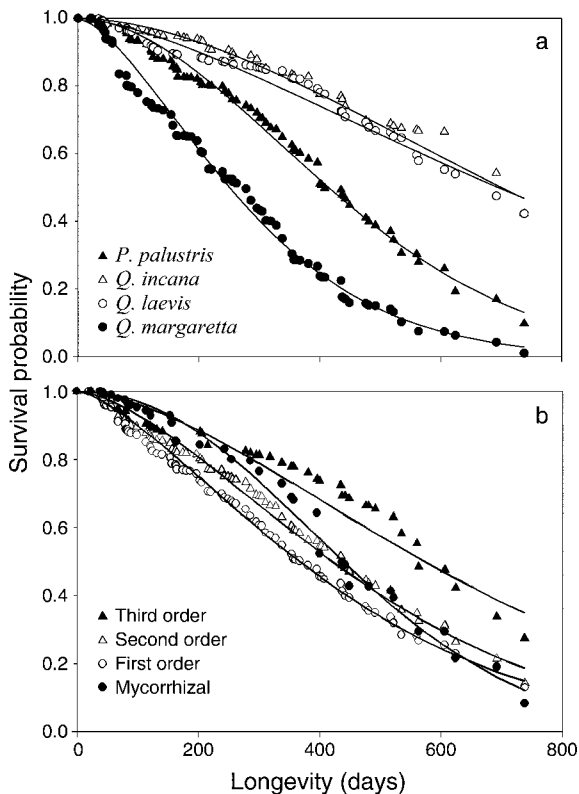 1.0
a
0.8
0.6
0.4
P. palustris
Q. incana
0.2
Q. laevis
Q. margaretta
0.0
Survival probability
1.0
b
0.8
0.6
0.4
Third order
Second order
0.2
First order
Mycorrhizal
0.0
0 200 400 600 800
Longevity (days)